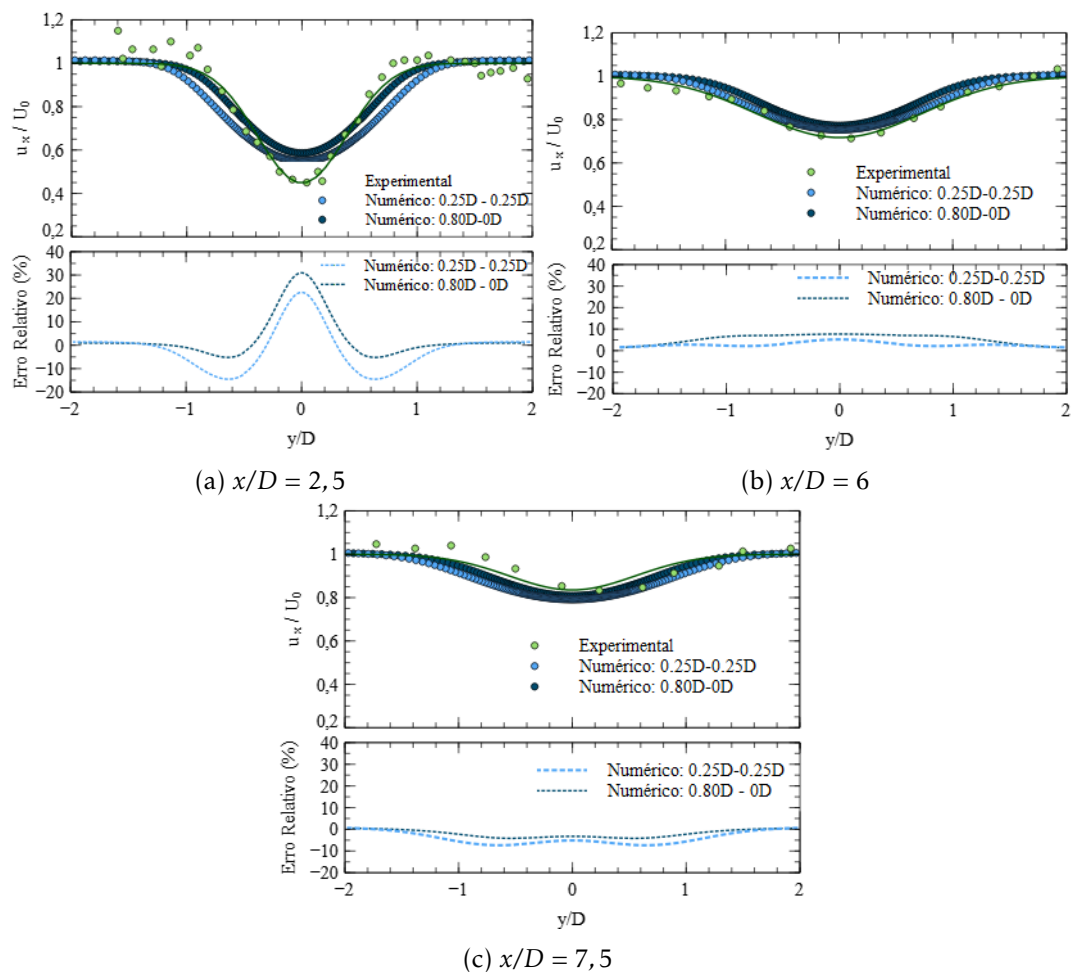 1,2
1
0,8
0,6
0,4
0,2
u_x / U_0
Experimental
Numérico: 0.25D - 0.25D
Numérico: 0.80D-0D
40
30
20
10
0
−10
−20
Erro Relativo (%)
Numérico: 0.25D - 0.25D
Numérico: 0.80D - 0D
−2 −1 0 1 2
y/D
(a) x/D = 2,5
1,2
1
0,8
0,6
0,4
0,2
u_x / U_0
Experimental
Numérico: 0.25D-0.25D
Numérico: 0.80D-0D
40
30
20
10
0
−10
−20
Erro Relativo (%)
Numérico: 0.25D-0.25D
Numérico: 0.80D - 0D
−2 −1 0 1 2
y/D
(b) x/D = 6
1,2
1
0,8
0,6
0,4
0,2
u_x / U_0
Experimental
Numérico: 0.25D-0.25D
Numérico: 0.80D-0D
40
30
20
10
0
−10
−20
Erro Relativo (%)
Numérico: 0.25D-0.25D
Numérico: 0.80D - 0D
−2 −1 0 1 2
y/D
(c) x/D = 7,5